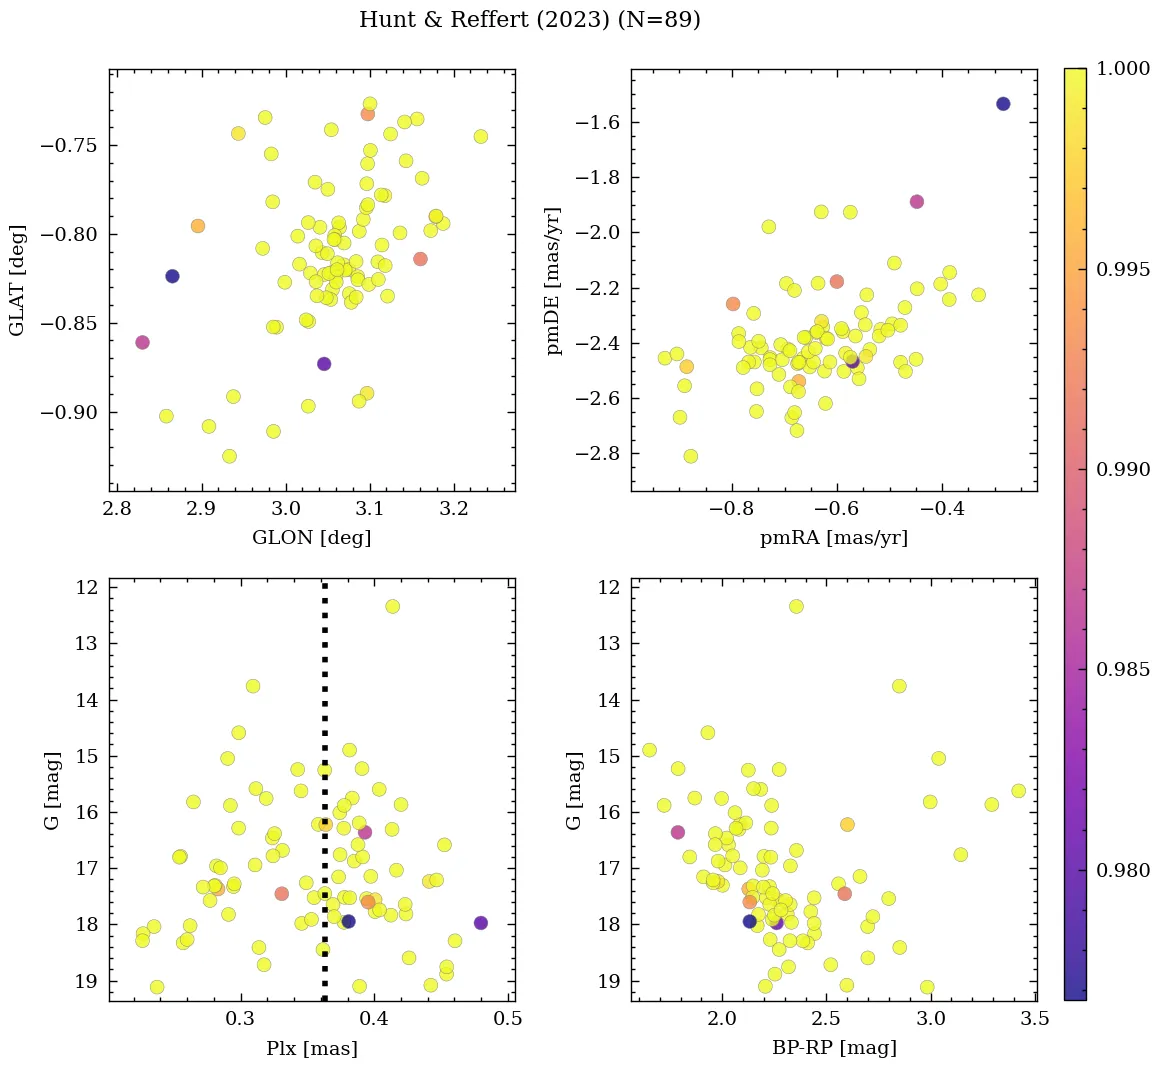 Hunt & Reffert (2023) (N=89)
−0.75
−0.80
−0.85
−0.90
GLAT [deg]
2.8 2.9 3.0 3.1 3.2
GLON [deg]
−1.6
−1.8
−2.0
−2.2
−2.4
−2.6
−2.8
pmDE [mas/yr]
−0.8 −0.6 −0.4
pmRA [mas/yr]
1.000
0.995
0.990
0.985
0.980
12
13
14
15
16
17
18
19
G [mag]
0.3 0.4 0.5
Plx [mas]
12
13
14
15
16
17
18
19
G [mag]
2.0 2.5 3.0 3.5
BP-RP [mag]